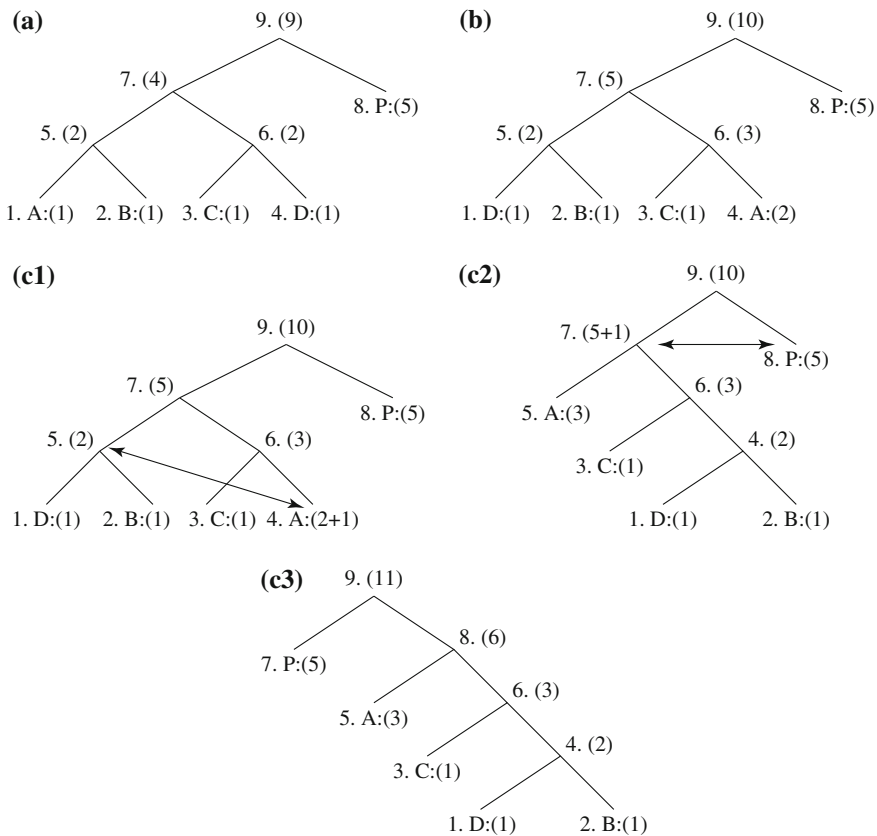 (a)
9. (9)
7. (4)
8. P:(5)
5. (2)
6. (2)
1. A:(1) 2. B:(1) 3. C:(1) 4. D:(1)
(b)
9. (10)
7. (5)
8. P:(5)
5. (2)
6. (3)
1. D:(1) 2. B:(1) 3. C:(1) 4. A:(2)
(c1)
9. (10)
7. (5)
8. P:(5)
5. (2)
6. (3)
1. D:(1) 2. B:(1) 3. C:(1) 4. A:(2+1)
(c2)
9. (10)
7. (5+1)
8. P:(5)
5. A:(3)
6. (3)
3. C:(1)
4. (2)
1. D:(1) 2. B:(1)
(c3)
9. (11)
7. P:(5)
8. (6)
5. A:(3)
6. (3)
3. C:(1)
4. (2)
1. D:(1) 2. B:(1)